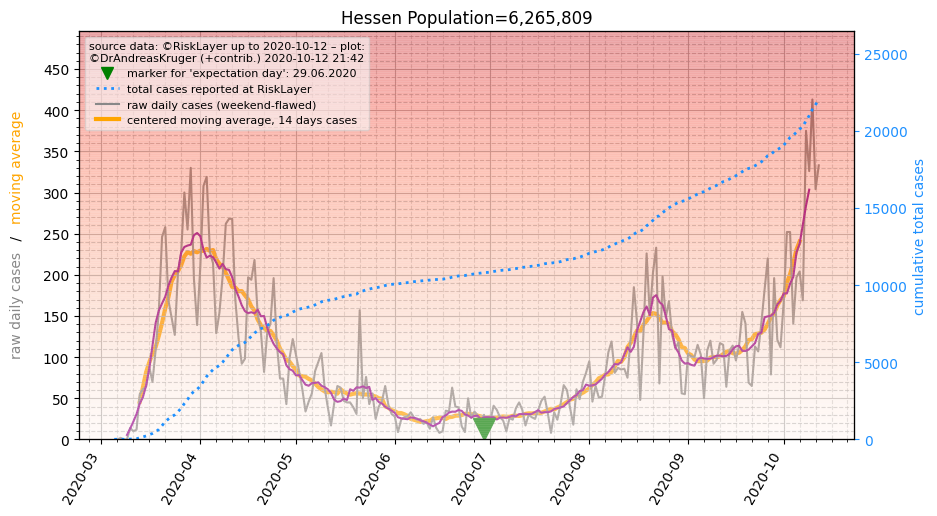 Hessen Population=6,265,809
source data: ©RiskLayer up to 2020-10-12 – plot:
©DrAndreasKruger (+contrib.) 2020-10-12 21:42
marker for 'expectation day': 29.06.2020
total cases reported at RiskLayer
raw daily cases (weekend-flawed)
centered moving average, 14 days cases
raw daily cases / moving average
450
400
350
300
250
200
150
100
50
0
25000
20000
15000
10000
5000
0
cumulative total cases
2020-03
2020-04
2020-05
2020-06
2020-07
2020-08
2020-09
2020-10